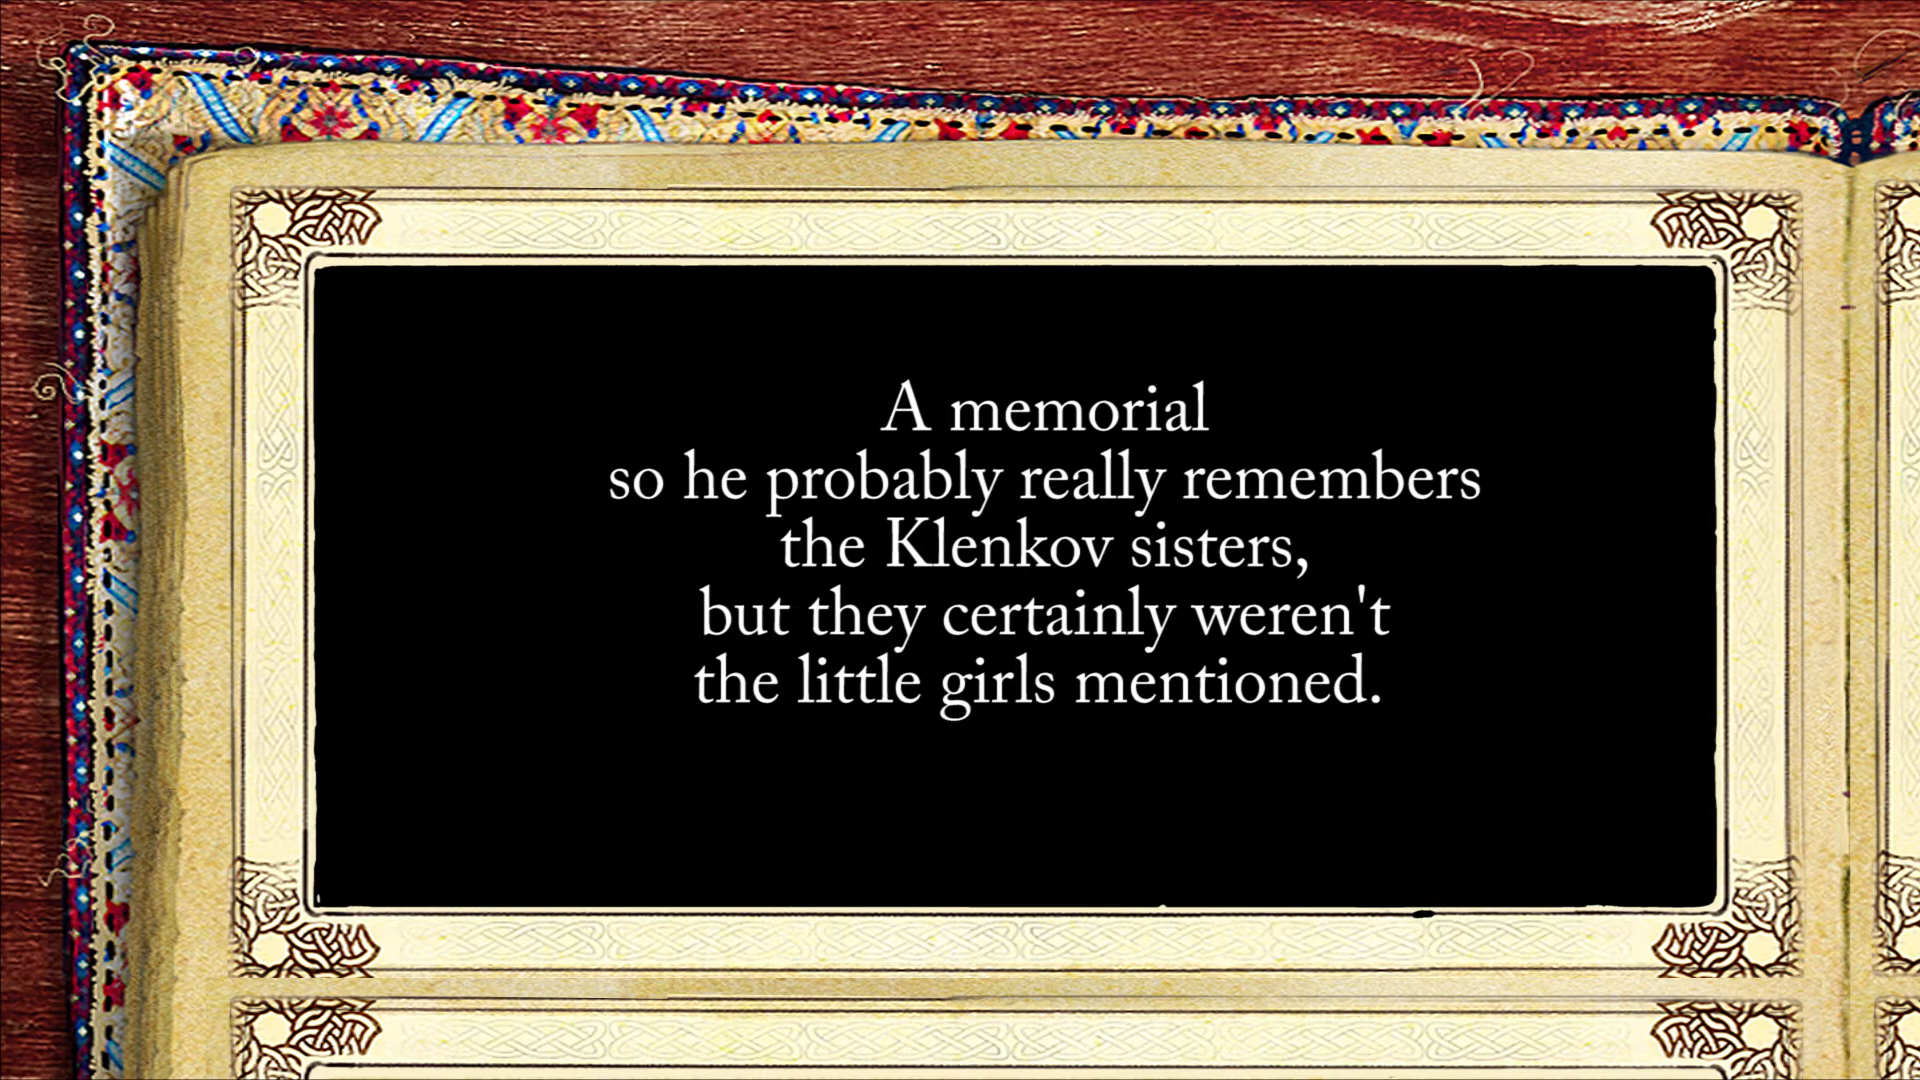 A memorial
so he probably really remembers
the Klenkov sisters,
but they certainly weren't
the little girls mentioned.